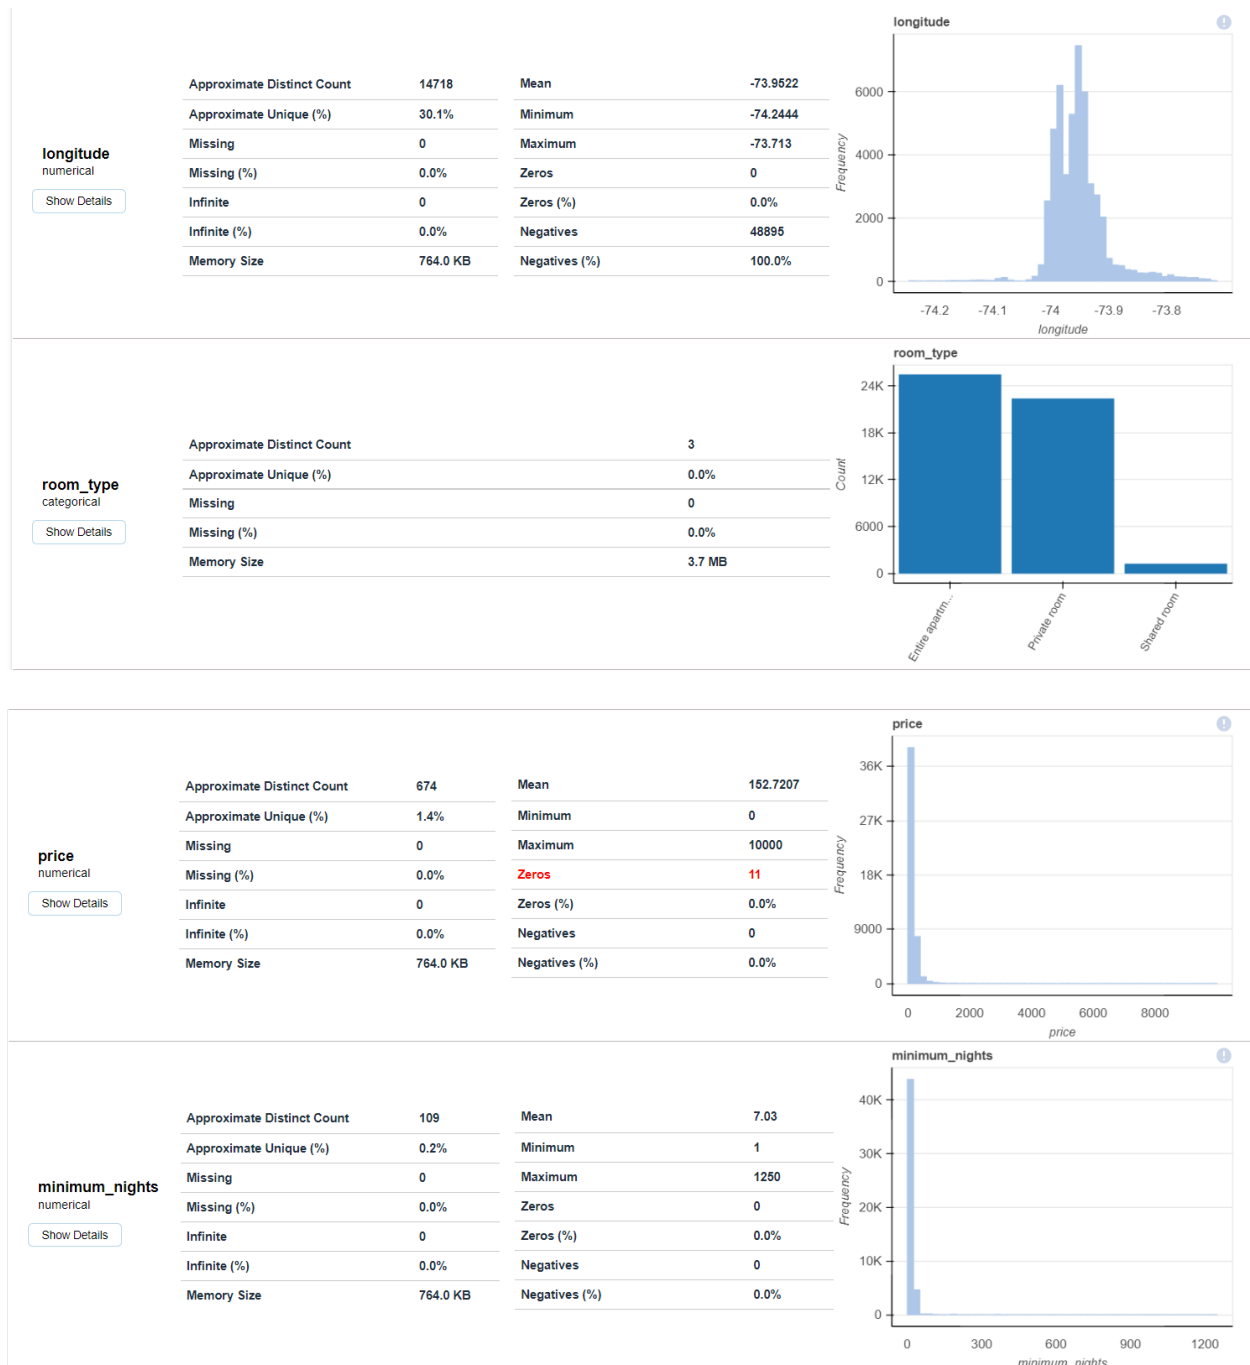 longitude
numerical
Show Details
Approximate Distinct Count 14718
Approximate Unique (%) 30.1%
Missing 0
Missing (%) 0.0%
Infinite 0
Infinite (%) 0.0%
Memory Size 764.0 KB
Mean -73.9522
Minimum -74.2444
Maximum -73.713
Zeros 0
Zeros (%) 0.0%
Negatives 48895
Negatives (%) 100.0%
longitude
!
Frequency
6000
4000
2000
0
-74.2 -74.1 -74 -73.9 -73.8
longitude
room_type
categorical
Show Details
Approximate Distinct Count 3
Approximate Unique (%) 0.0%
Missing 0
Missing (%) 0.0%
Memory Size 3.7 MB
room_type
Count
24K
18K
12K
6000
0
Entire apartm...
Private room
Shared room
price
numerical
Show Details
Approximate Distinct Count 674
Approximate Unique (%) 1.4%
Missing 0
Missing (%) 0.0%
Infinite 0
Infinite (%) 0.0%
Memory Size 764.0 KB
Mean 152.7207
Minimum 0
Maximum 10000
Zeros 11
Zeros (%) 0.0%
Negatives 0
Negatives (%) 0.0%
price
!
Frequency
36K
27K
18K
9000
0
0 2000 4000 6000 8000
price
minimum_nights
numerical
Show Details
Approximate Distinct Count 109
Approximate Unique (%) 0.2%
Missing 0
Missing (%) 0.0%
Infinite 0
Infinite (%) 0.0%
Memory Size 764.0 KB
Mean 7.03
Minimum 1
Maximum 1250
Zeros 0
Zeros (%) 0.0%
Negatives 0
Negatives (%) 0.0%
minimum_nights
!
Frequency
40K
30K
20K
10K
0
0 300 600 900 1200
minimum_nights